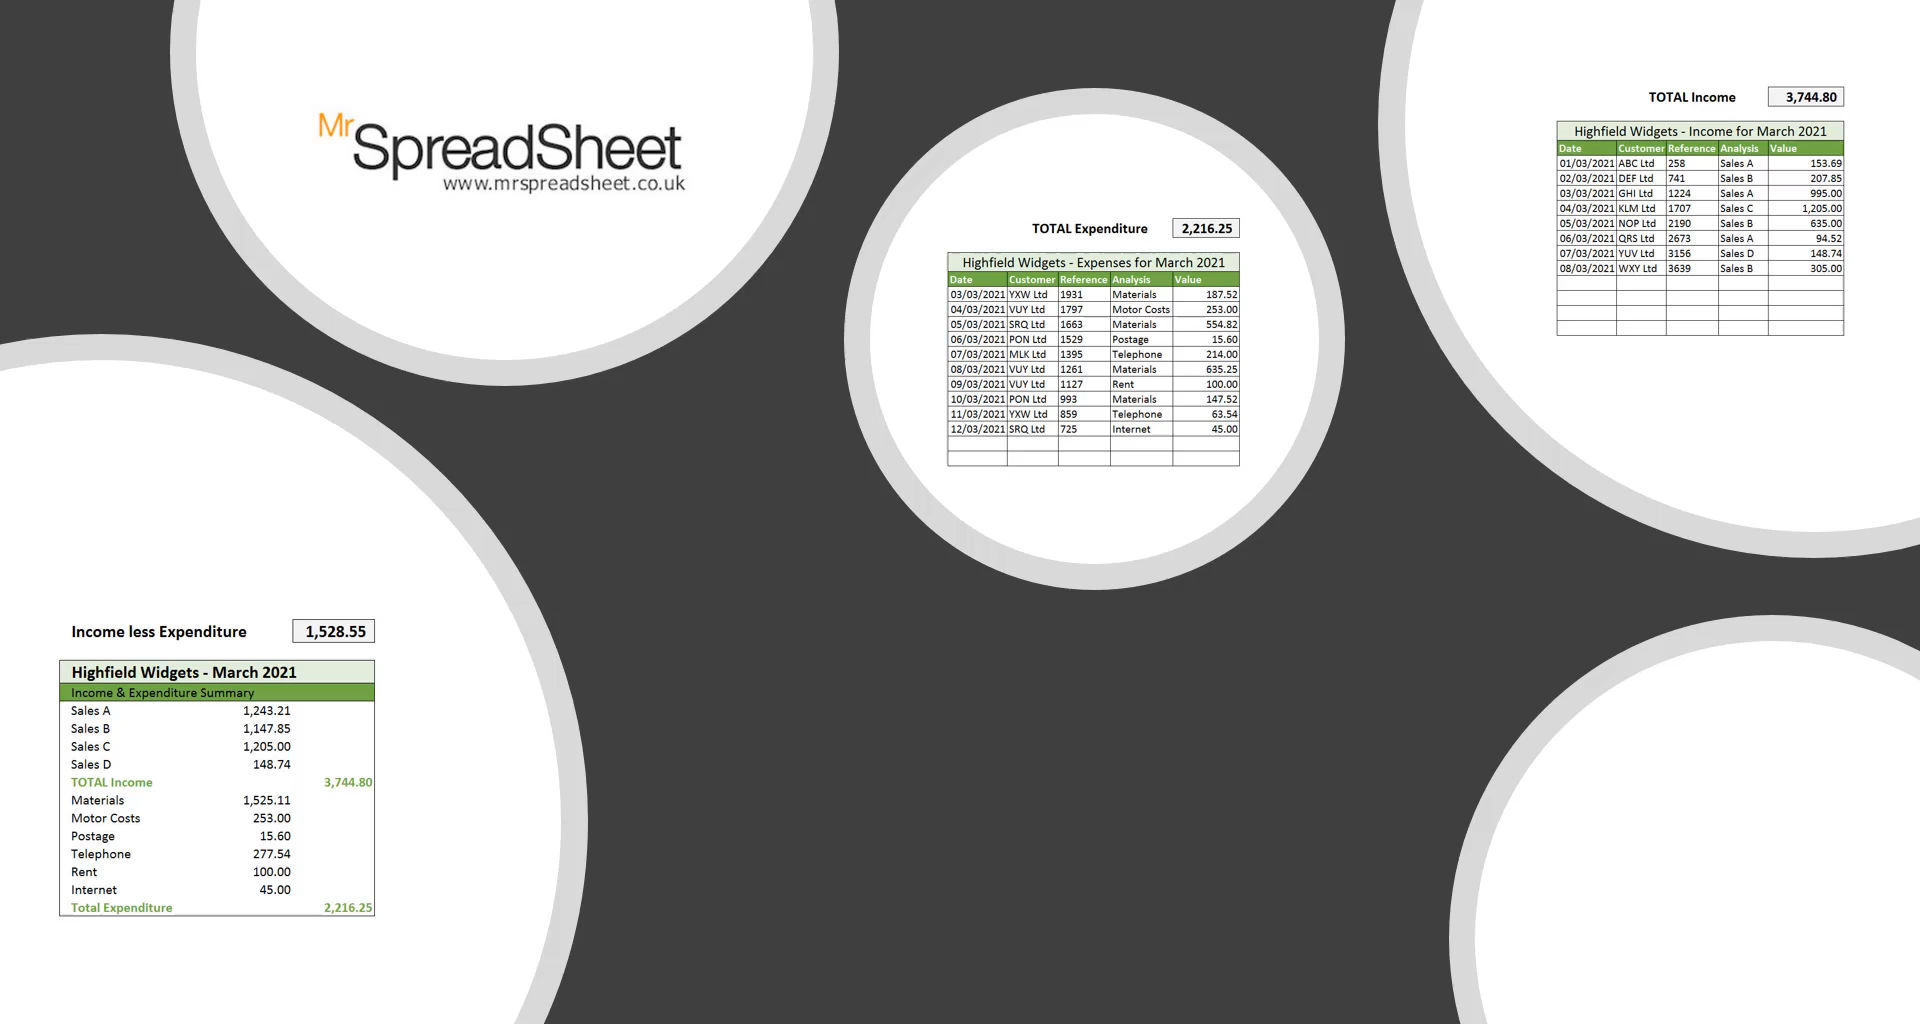 Mr
SpreadSheet
www.mrspreadsheet.co.uk
TOTAL Expenditure 2,216.25
Highfield Widgets - Expenses for March 2021
Date Customer Reference Analysis Value
03/03/2021 YXW Ltd 1931 Materials 187.52
04/03/2021 VUY Ltd 1797 Motor Costs 253.00
05/03/2021 SRQ Ltd 1663 Materials 554.82
06/03/2021 PON Ltd 1529 Postage 15.60
07/03/2021 MLK Ltd 1395 Telephone 214.00
08/03/2021 VUY Ltd 1261 Materials 635.25
09/03/2021 VUY Ltd 1127 Rent 100.00
10/03/2021 PON Ltd 993 Materials 147.52
11/03/2021 YXW Ltd 859 Telephone 63.54
12/03/2021 SRQ Ltd 725 Internet 45.00
TOTAL Income 3,744.80
Highfield Widgets - Income for March 2021
Date Customer Reference Analysis Value
01/03/2021 ABC Ltd 258 Sales A 153.69
02/03/2021 DEF Ltd 741 Sales B 207.85
03/03/2021 GHI Ltd 1224 Sales A 995.00
04/03/2021 KLM Ltd 1707 Sales C 1,205.00
05/03/2021 NOP Ltd 2190 Sales B 635.00
06/03/2021 QRS Ltd 2673 Sales A 94.52
07/03/2021 YUV Ltd 3156 Sales D 148.74
08/03/2021 WXY Ltd 3639 Sales B 305.00
Income less Expenditure 1,528.55
Highfield Widgets - March 2021
Income & Expenditure Summary
Sales A 1,243.21
Sales B 1,147.85
Sales C 1,205.00
Sales D 148.74
TOTAL Income 3,744.80
Materials 1,525.11
Motor Costs 253.00
Postage 15.60
Telephone 277.54
Rent 100.00
Internet 45.00
Total Expenditure 2,216.25